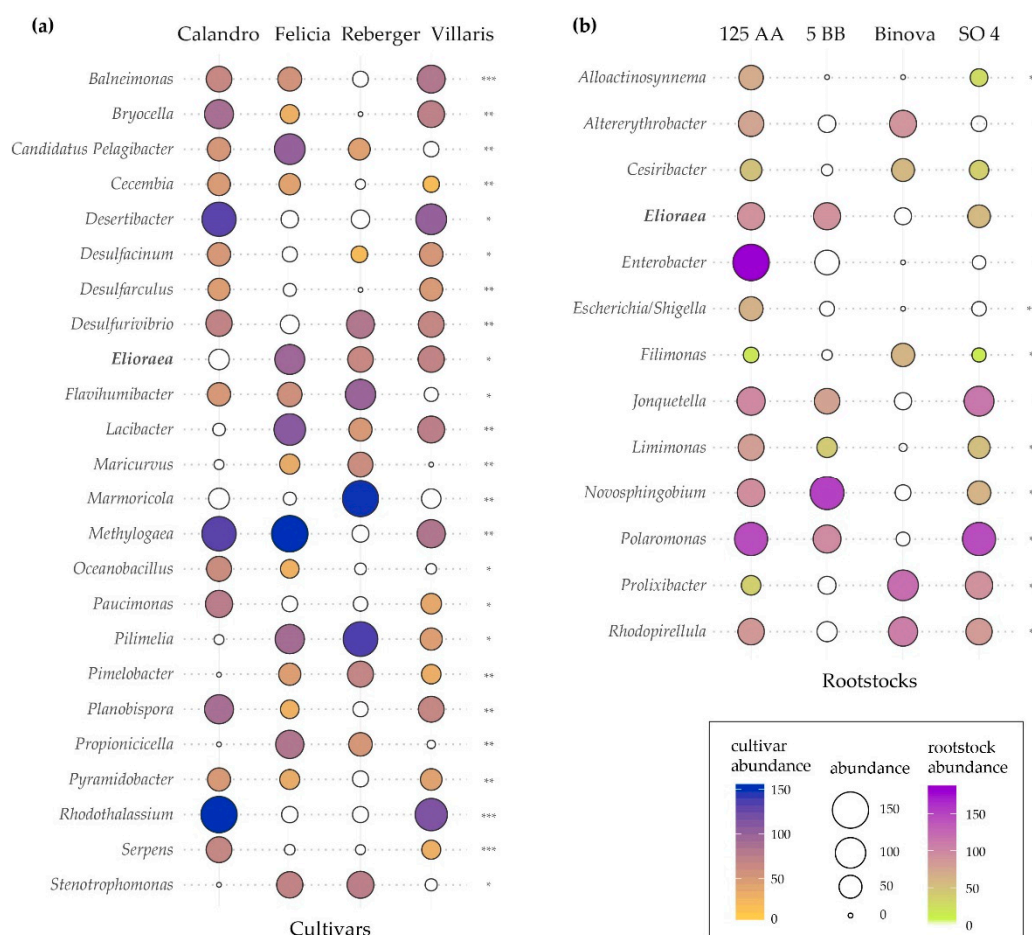 (a)
Calandro Felicia Reberger Villaris
Balneimonas ***
Bryocella **
Candidatus Pelagibacter **
Cecembia **
Desertibacter *
Desulfacinum *
Desulfarculus **
Desulfurivibrio **
Elioraea *
Flavihumibacter *
Lacibacter **
Maricurvus **
Marmoricola **
Methylogaea **
Oceanobacillus *
Paucimonas *
Pilimelia *
Pimelobacter **
Planobispora **
Propionicicella **
Pyramidobacter **
Rhodothalassium ***
Serpens ***
Stenotrophomonas *
Cultivars
(b)
125 AA 5 BB Binova SO 4
Alloactinosynnema
Altererythrobacter
Cesiribacter
Elioraea
Enterobacter
Escherichia/Shigella
Filimonas
Jonquetella
Limimonas
Novosphingobium
Polaromonas
Prolixibacter
Rhodopirellula
Rootstocks
cultivar
abundance
150
100
50
0
abundance
150
100
50
0
rootstock
abundance
150
100
50
0